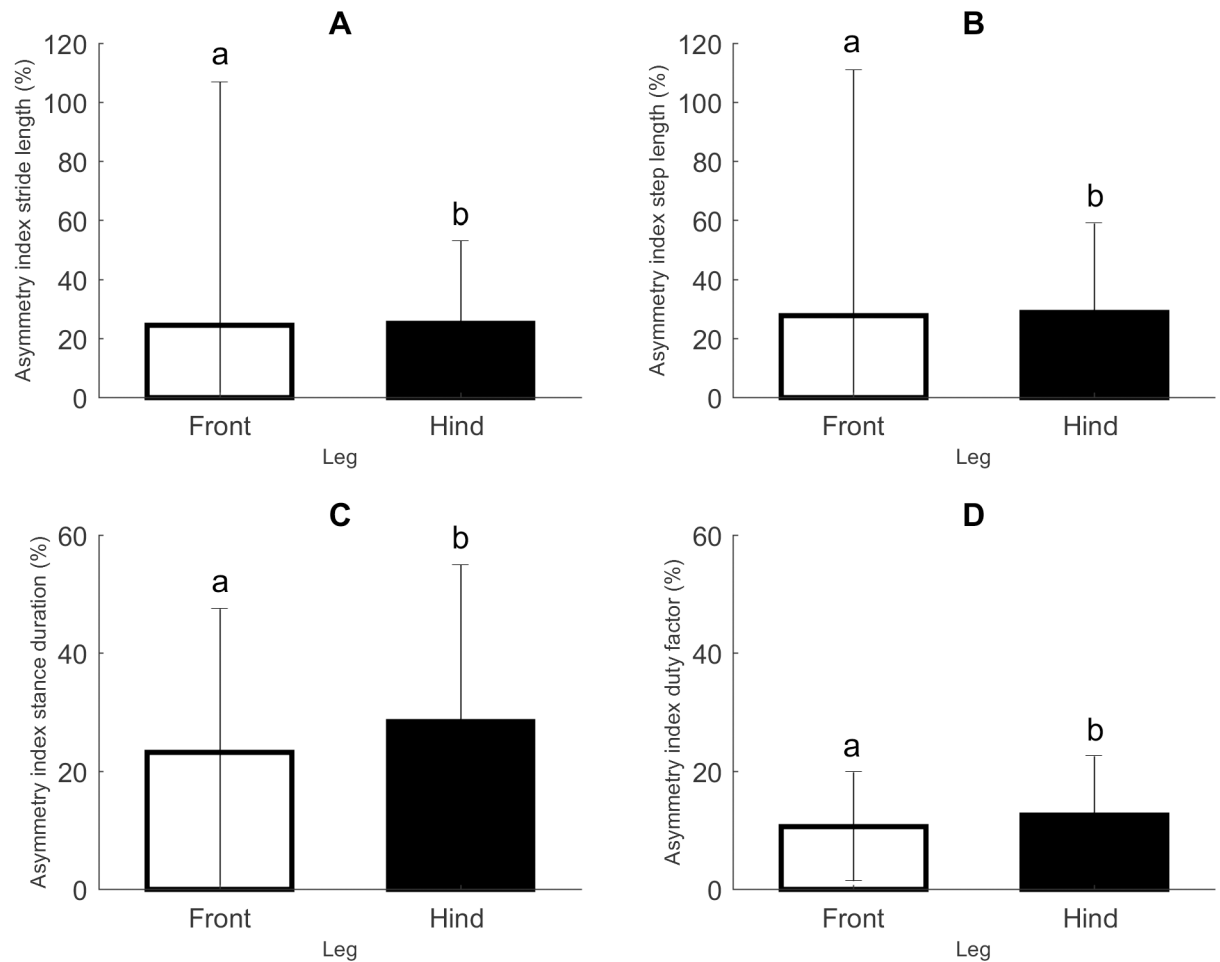 A
Asymmetry index stride length (%)
120
100
80
60
40
20
0
a
b
Front Hind
Leg
B
Asymmetry index step length (%)
120
100
80
60
40
20
0
a
b
Front Hind
Leg
C
Asymmetry index stance duration (%)
60
40
20
0
a
b
Front Hind
Leg
D
Asymmetry index duty factor (%)
60
40
20
0
a
b
Front Hind
Leg